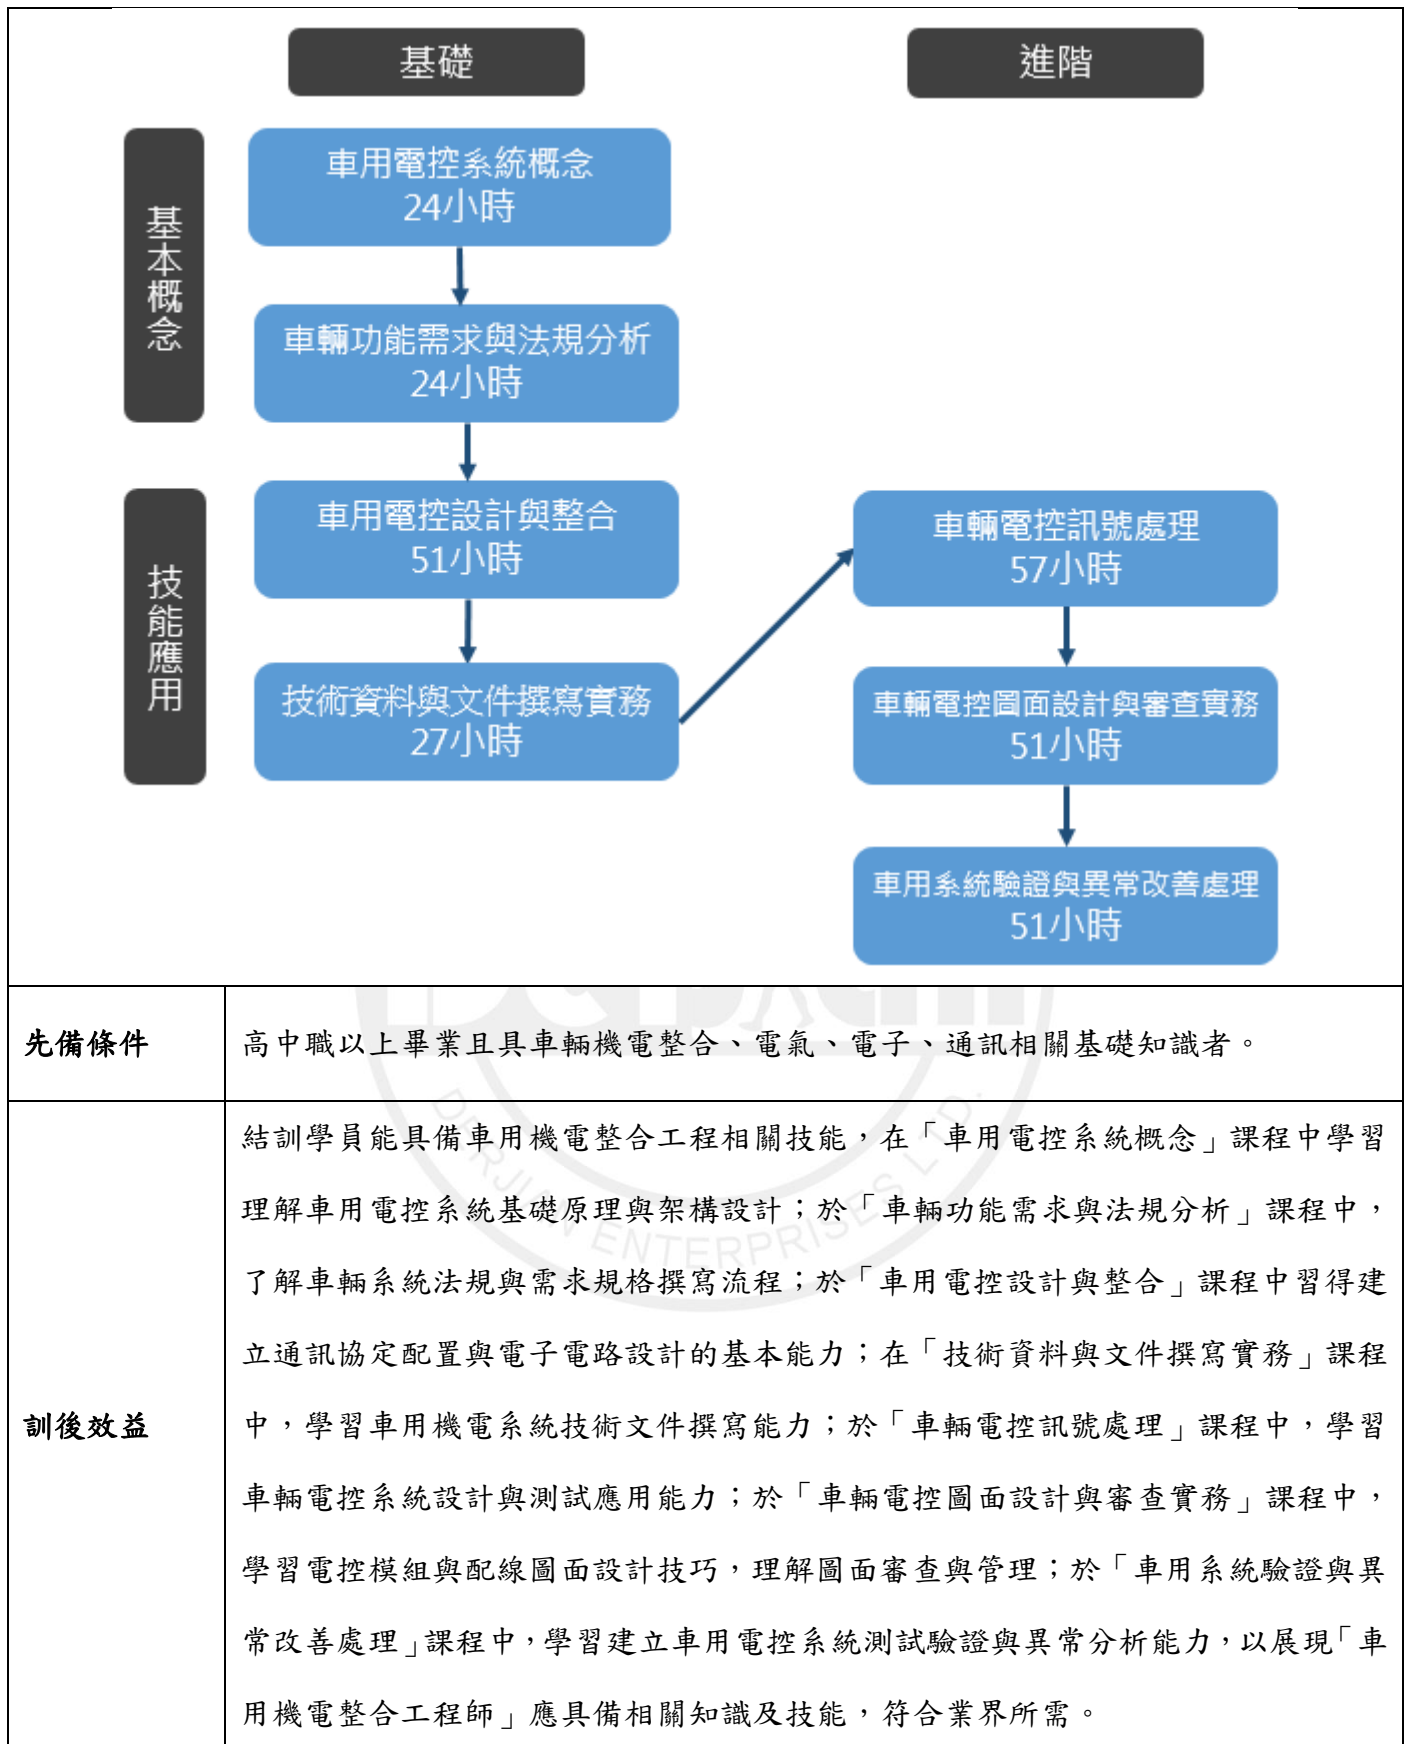 基礎
進階
基本概念
車用電控系統概念
24小時
車輛功能需求與法規分析
24小時
技能應用
車用電控設計與整合
51小時
技術資料與文件撰寫實務
27小時
車輛電控訊號處理
57小時
車輛電控圖面設計與審查實務
51小時
車用系統驗證與異常改善處理
51小時
先備條件
高中職以上畢業且具車輛機電整合、電氣、電子、通訊相關基礎知識者。
訓後效益
結訓學員能具備車用機電整合工程相關技能，在「車用電控系統概念」課程中學習
理解車用電控系統基礎原理與架構設計；於「車輛功能需求與法規分析」課程中，
了解車輛系統法規與需求規格撰寫流程；於「車用電控設計與整合」課程中習得建
立通訊協定配置與電子電路設計的基本能力；在「技術資料與文件撰寫實務」課程
中，學習車用機電系統技術文件撰寫能力；於「車輛電控訊號處理」課程中，學習
車輛電控系統設計與測試應用能力；於「車輛電控圖面設計與審查實務」課程中，
學習電控模組與配線圖面設計技巧，理解圖面審查與管理；於「車用系統驗證與異
常改善處理」課程中，學習建立車用電控系統測試驗證與異常分析能力，以展現「車
用機電整合工程師」應具備相關知識及技能，符合業界所需。
DERJIAN ENTERPRISES LTD.